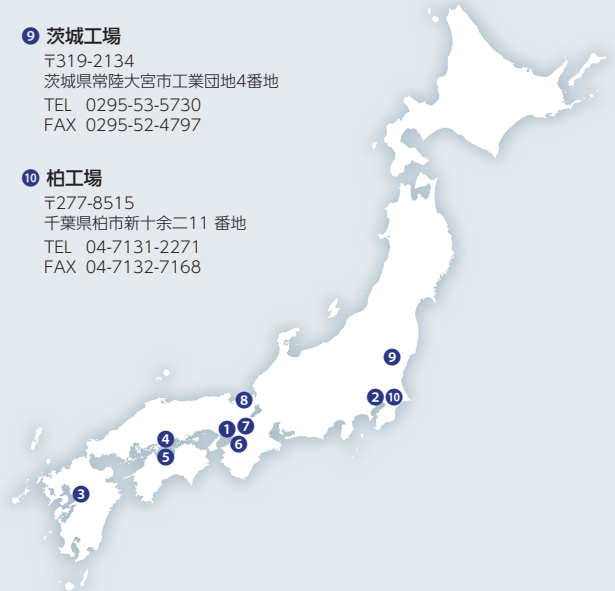 9 茨城工場
〒319-2134
茨城県常陸大宮市工業団地4番地
TEL 0295-53-5730
FAX 0295-52-4797
10 柏工場
〒277-8515
千葉県柏市新十余二11 番地
TEL 04-7131-2271
FAX 04-7132-7168
9
2 10
8
1 7
4 6
5
3